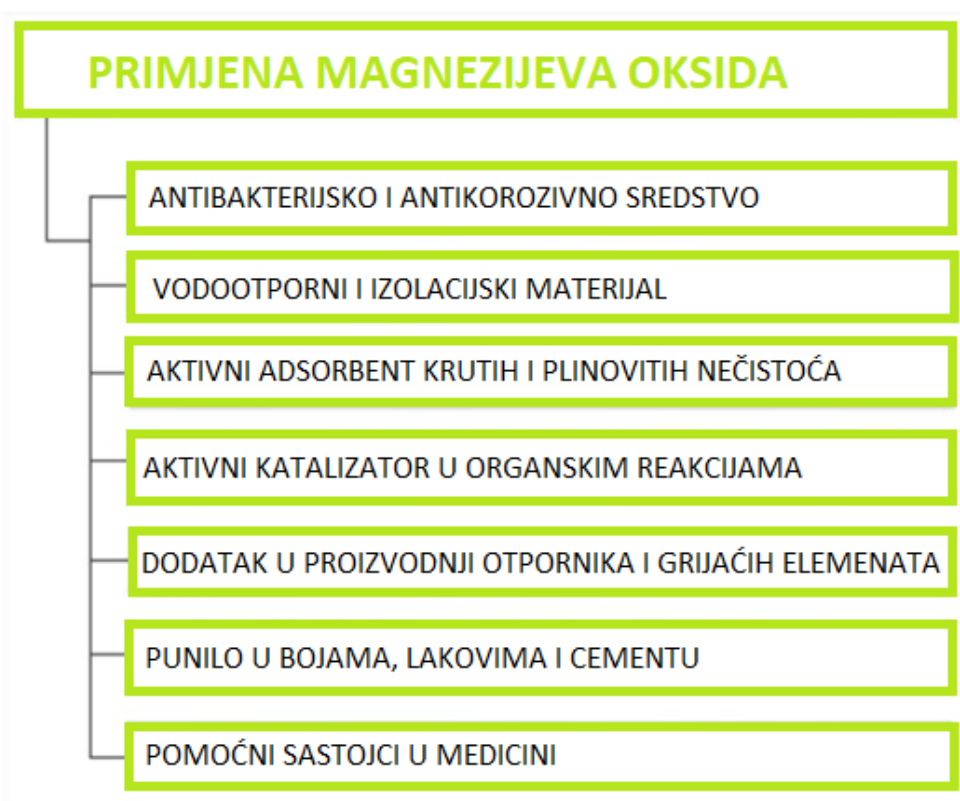 PRIMJENA MAGNEZIJEVA OKSIDA
ANTIBAKTERIJSKO I ANTIKOROZIVNO SREDSTVO
VODOOTPORNI I IZOLACIJSKI MATERIJAL
AKTIVNI ADSORBENT KRUTIH I PLINOVITIH NEČISTOĆA
AKTIVNI KATALIZATOR U ORGANSKIM REAKCIJAMA
DODATAK U PROIZVODNJI OTPORNIKA I GRIJAĆIH ELEMENATA
PUNILO U BOJAMA, LAKOVIMA I CEMENTU
POMOĆNI SASTOJCI U MEDICINI